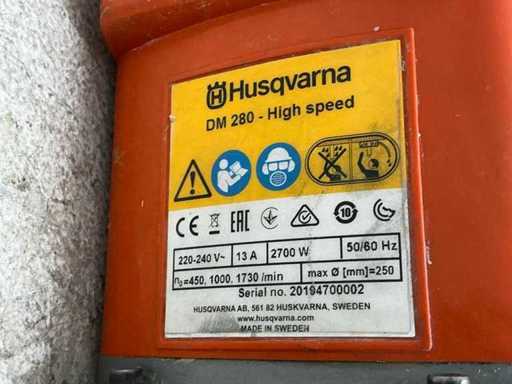 Husqvarna
DM 280 - High speed
CE EAC 10
220-240 V~ 13 A 2700 W 50/60 Hz
n₀=450, 1000. 1730 /min max Ø [mm]=250
Serial no. 20194700002
HUSQVARNA AB, 561 82 HUSKVARNA, SWEDEN
www.husqvarna.com
MADE IN SWEDEN